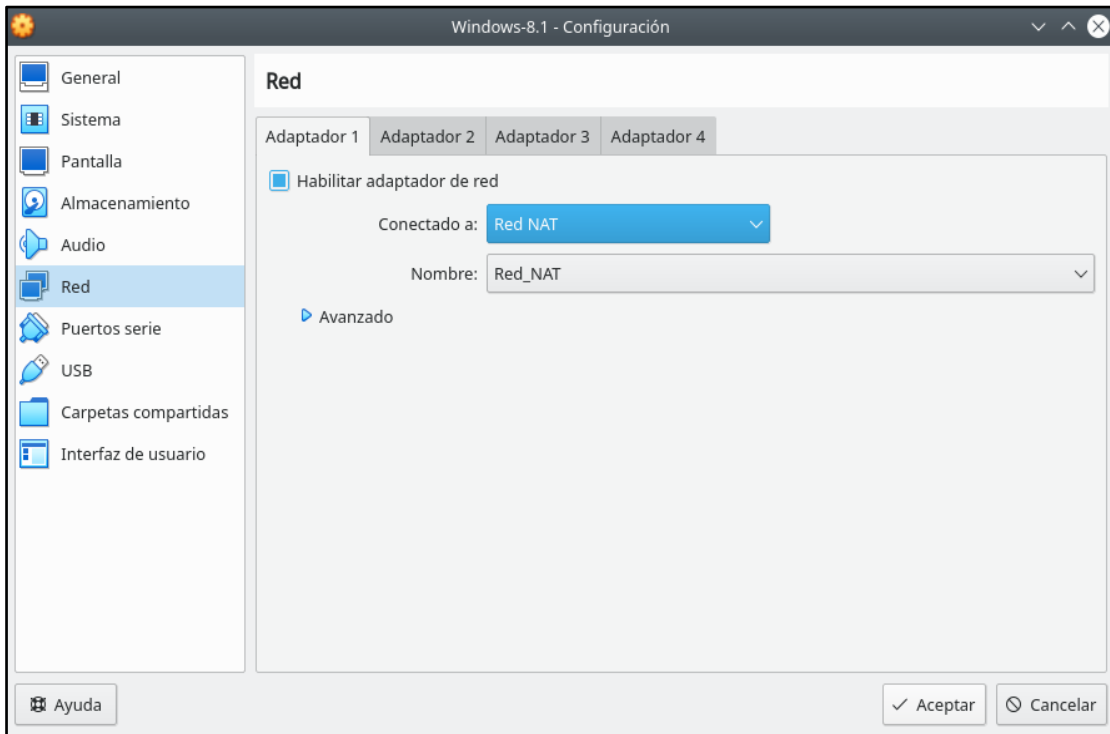 Windows-8.1 - Configuración
General
Sistema
Pantalla
Almacenamiento
Audio
Red
Puertos serie
USB
Carpetas compartidas
Interfaz de usuario
Red
Adaptador 1 Adaptador 2 Adaptador 3 Adaptador 4
Habilitar adaptador de red
Conectado a: Red NAT
Nombre: Red_NAT
Avanzado
Ayuda
Aceptar
Cancelar